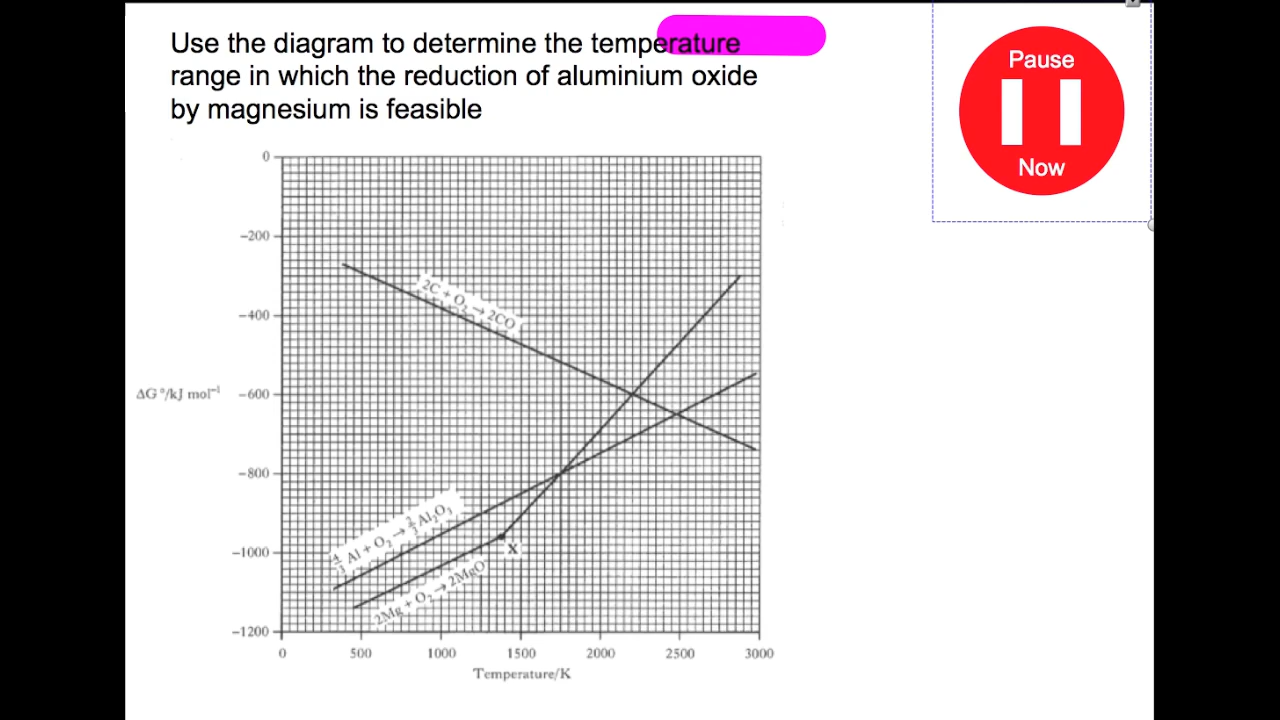 Use the diagram to determine the temperature
range in which the reduction of aluminium oxide
by magnesium is feasible
Pause
Now
0
-200
-400
ΔG°/kJ mol⁻¹ -600
-800
-1000
-1200
2C + O₂ → 2CO
4/3 Al + O₂ → 2/3 Al₂O₃
X
2Mg + O₂ → 2MgO
0 500 1000 1500 2000 2500 3000
Temperature/K